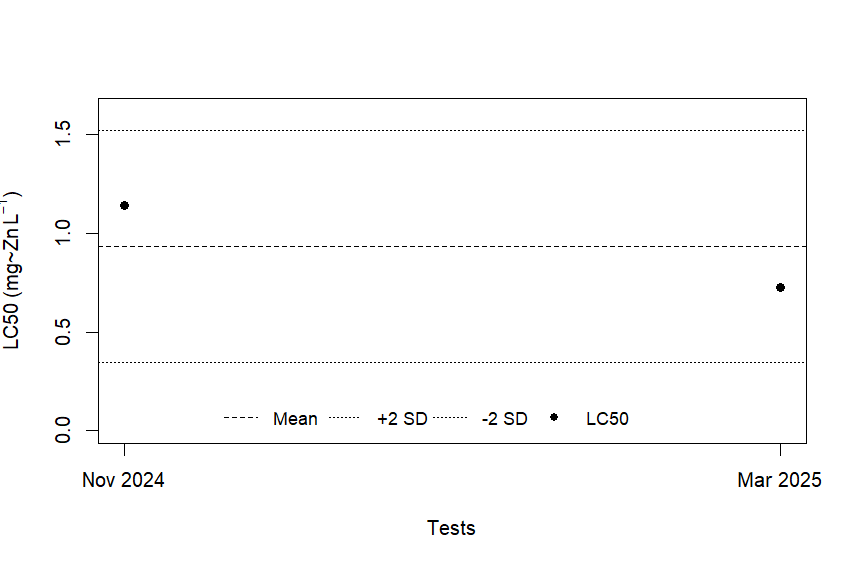 1.5
1.0
0.5
0.0
LC50 (mg~Zn L⁻¹)
Mean +2 SD -2 SD LC50
Nov 2024 Mar 2025
Tests